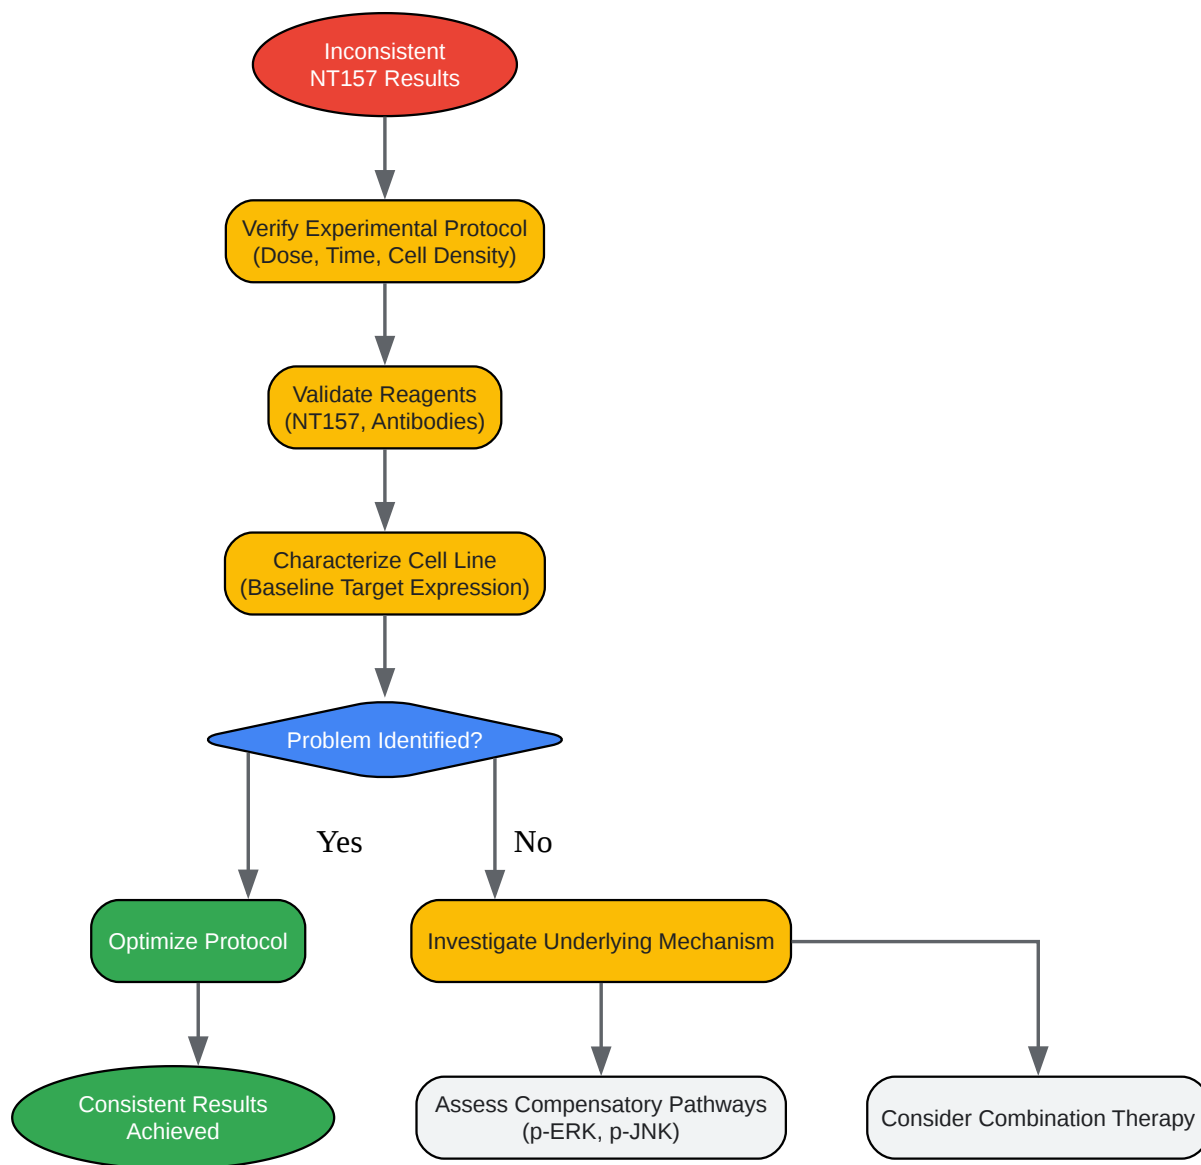 Inconsistent
NT157 Results
Verify Experimental Protocol
(Dose, Time, Cell Density)
Validate Reagents
(NT157, Antibodies)
Characterize Cell Line
(Baseline Target Expression)
Problem Identified?
Yes
No
Optimize Protocol
Investigate Underlying Mechanism
Consistent Results
Achieved
Assess Compensatory Pathways
(p-ERK, p-JNK)
Consider Combination Therapy